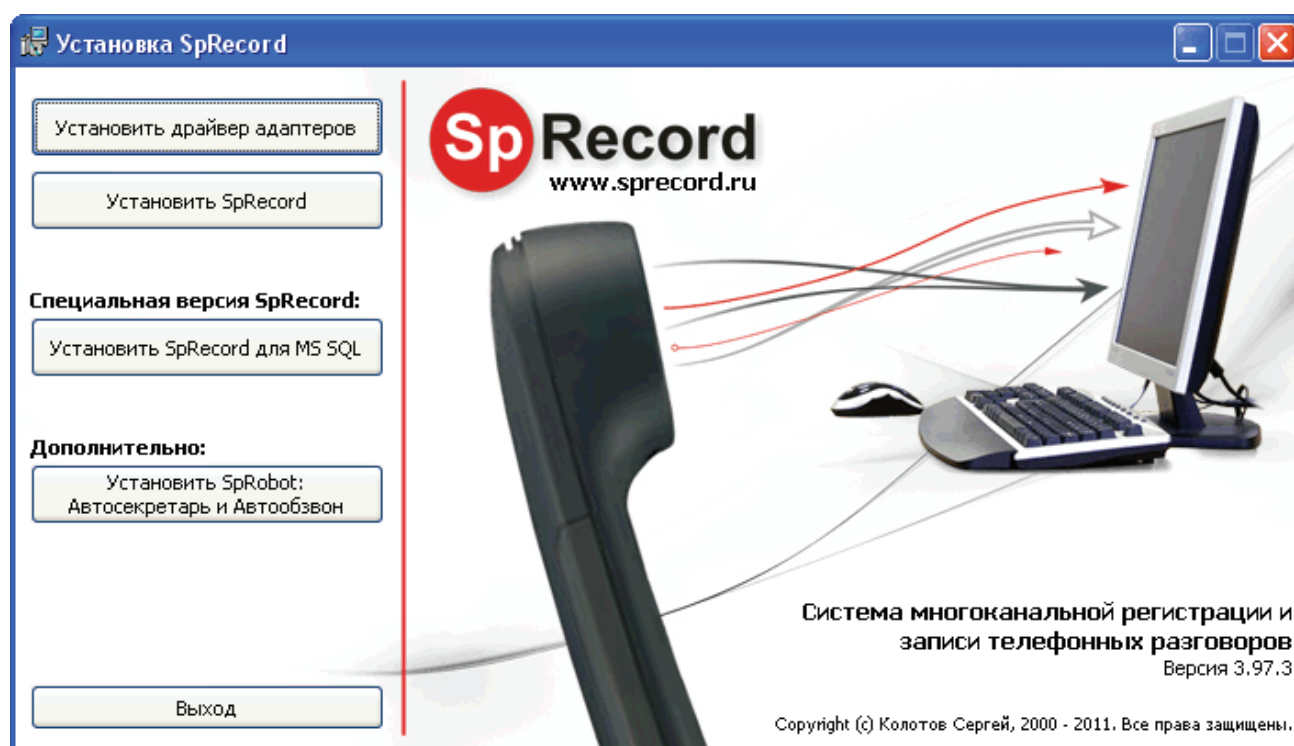 Установка SpRecord
Установить драйвер адаптеров
Установить SpRecord
Специальная версия SpRecord:
Установить SpRecord для MS SQL
Дополнительно:
Установить SpRobot:
Автосекретарь и Автообзвон
Выход
Sp Record
www.sprecord.ru
Система многоканальной регистрации и
записи телефонных разговоров
Версия 3.97.3
Copyright (c) Колотов Сергей, 2000 - 2011. Все права защищены.